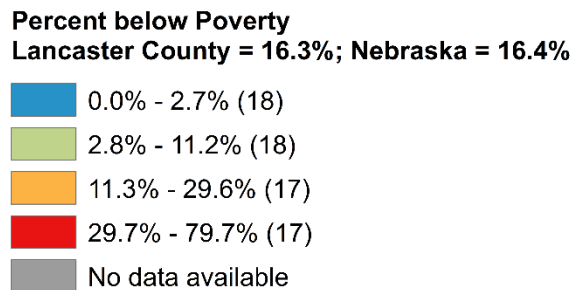 Percent below Poverty
Lancaster County = 16.3%; Nebraska = 16.4%
0.0% - 2.7% (18)
2.8% - 11.2% (18)
11.3% - 29.6% (17)
29.7% - 79.7% (17)
No data available